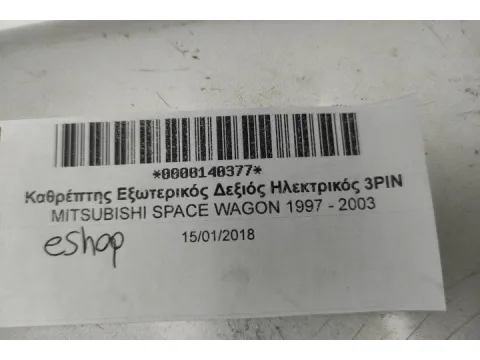 *0000140377*
Καθρέπτης Εξωτερικός Δεξιός Ηλεκτρικός 3PIN
MITSUBISHI SPACE WAGON 1997 - 2003
eshop 15/01/2018